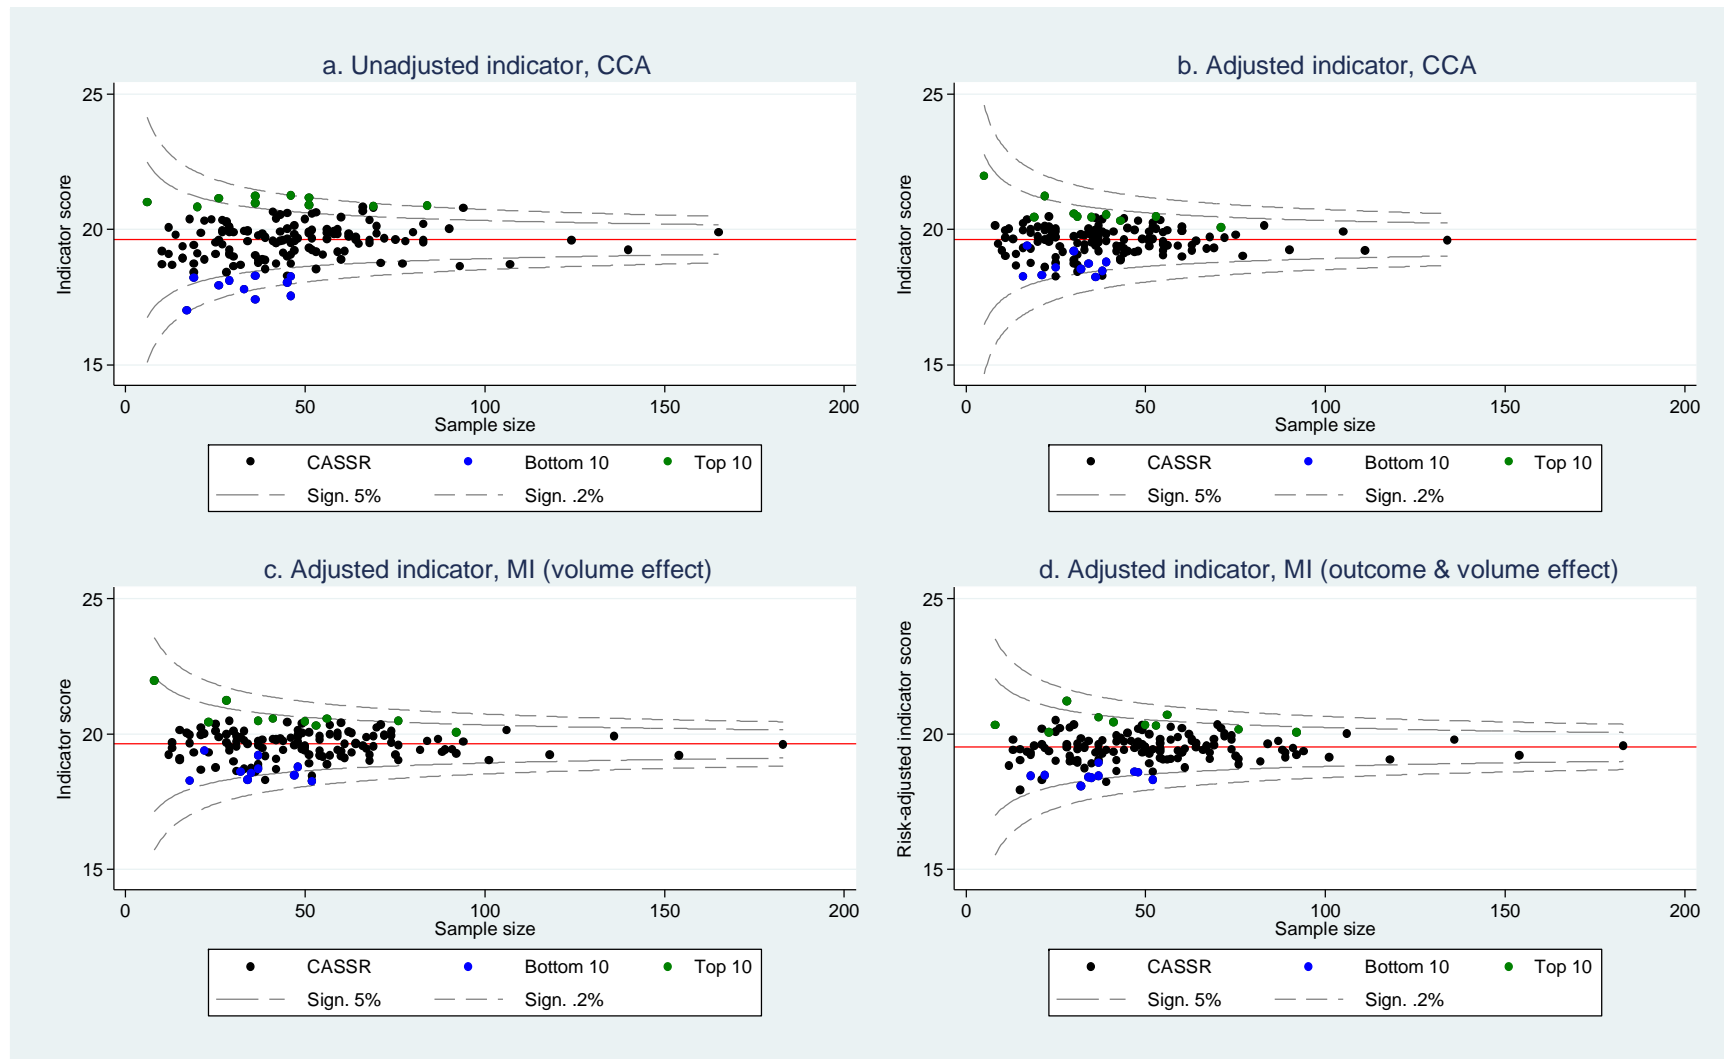 a. Unadjusted indicator, CCA
25
20
15
Indicator score
0 50 100 150 200
Sample size
CASSR Bottom 10 Top 10
Sign. 5% Sign. .2%
b. Adjusted indicator, CCA
25
20
15
Indicator score
0 50 100 150 200
Sample size
CASSR Bottom 10 Top 10
Sign. 5% Sign. .2%
c. Adjusted indicator, MI (volume effect)
25
20
15
Indicator score
0 50 100 150 200
Sample size
CASSR Bottom 10 Top 10
Sign. 5% Sign. .2%
d. Adjusted indicator, MI (outcome & volume effect)
25
20
15
Risk-adjusted indicator score
0 50 100 150 200
Sample size
CASSR Bottom 10 Top 10
Sign. 5% Sign. .2%